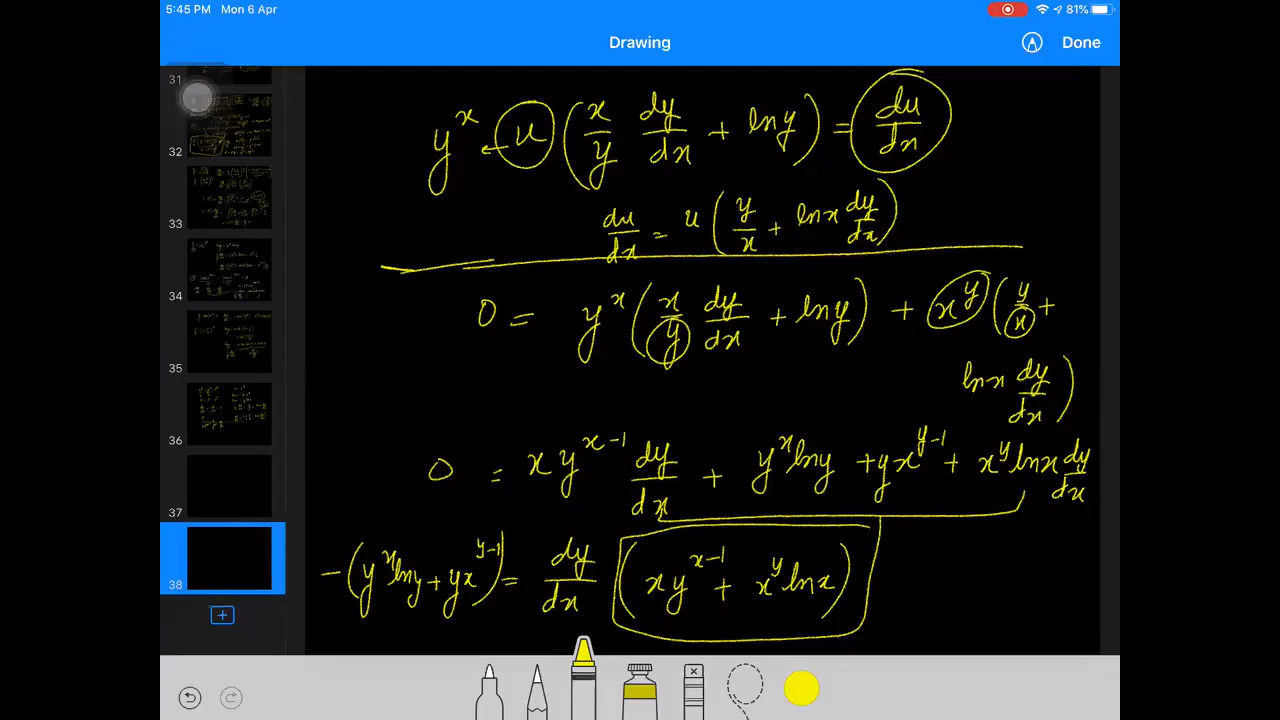 5:45 PM Mon 6 Apr 81%
Drawing Done
31
32
33
34
35
36
37
38
y^x ← u (x/y dy/dx + ln y) = du/dx
du/dx = u (y/x + ln x dy/dx)
0 = y^x (x/y dy/dx + ln y) + x^y (y/x +
ln x dy/dx)
0 = x y^(x-1) dy/dx + y^x ln y + y x^(y-1) + x^y ln x dy/dx
-(y^x ln y + y x^(y-1)) = dy/dx (x y^(x-1) + x^y ln x)